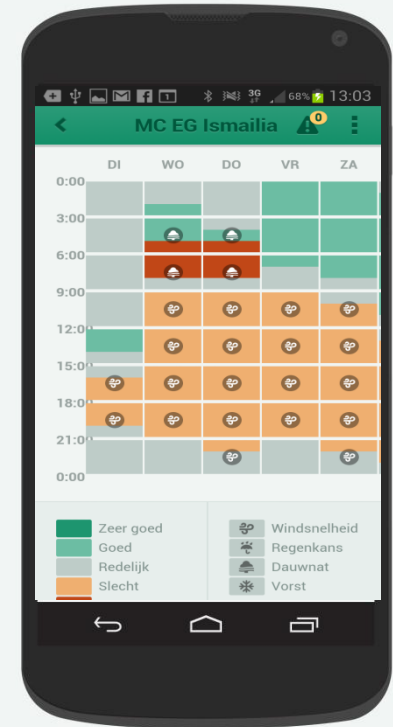 1 3G 68% 13:03
MC EG Ismailia 0
DI WO DO VR ZA
0:00
3:00
6:00
9:00
12:00
15:00
18:00
21:00
0:00
Zeer goed Windsnelheid
Goed Regenkans
Redelijk Dauwnat
Slecht Vorst